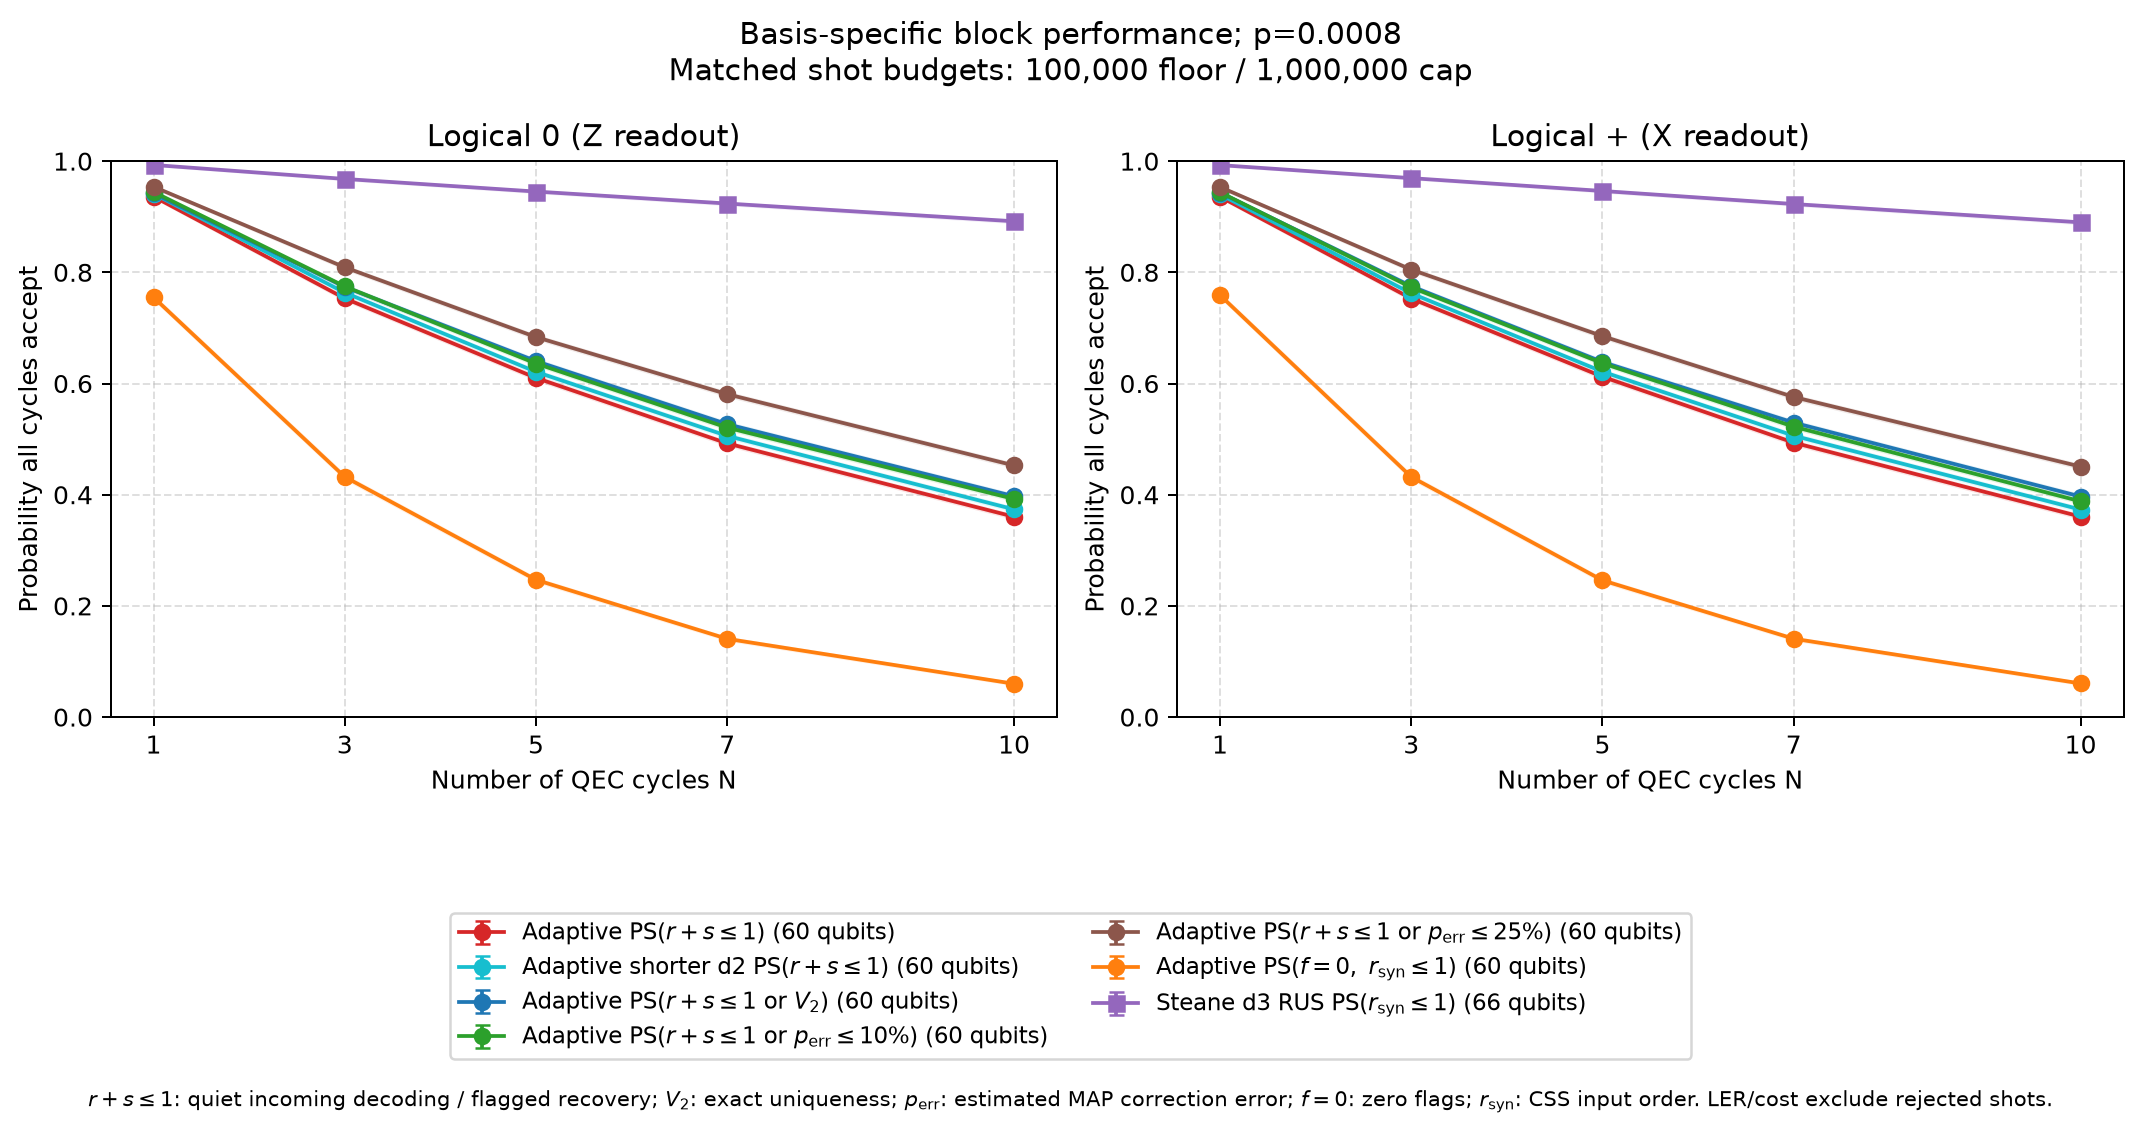 Basis-specific block performance; p=0.0008
Matched shot budgets: 100,000 floor / 1,000,000 cap
Logical 0 (Z readout)
Probability all cycles accept
1.0
0.8
0.6
0.4
0.2
0.0
1 3 5 7 10
Number of QEC cycles N
Logical + (X readout)
Probability all cycles accept
1.0
0.8
0.6
0.4
0.2
0.0
1 3 5 7 10
Number of QEC cycles N
Adaptive PS(r + s ≤ 1) (60 qubits)
Adaptive shorter d2 PS(r + s ≤ 1) (60 qubits)
Adaptive PS(r + s ≤ 1 or V₂) (60 qubits)
Adaptive PS(r + s ≤ 1 or p_err ≤ 10%) (60 qubits)
Adaptive PS(r + s ≤ 1 or p_err ≤ 25%) (60 qubits)
Adaptive PS(f = 0, r_syn ≤ 1) (60 qubits)
Steane d3 RUS PS(r_syn ≤ 1) (66 qubits)
r + s ≤ 1: quiet incoming decoding / flagged recovery; V₂: exact uniqueness; p_err: estimated MAP correction error; f = 0: zero flags; r_syn: CSS input order. LER/cost exclude rejected shots.